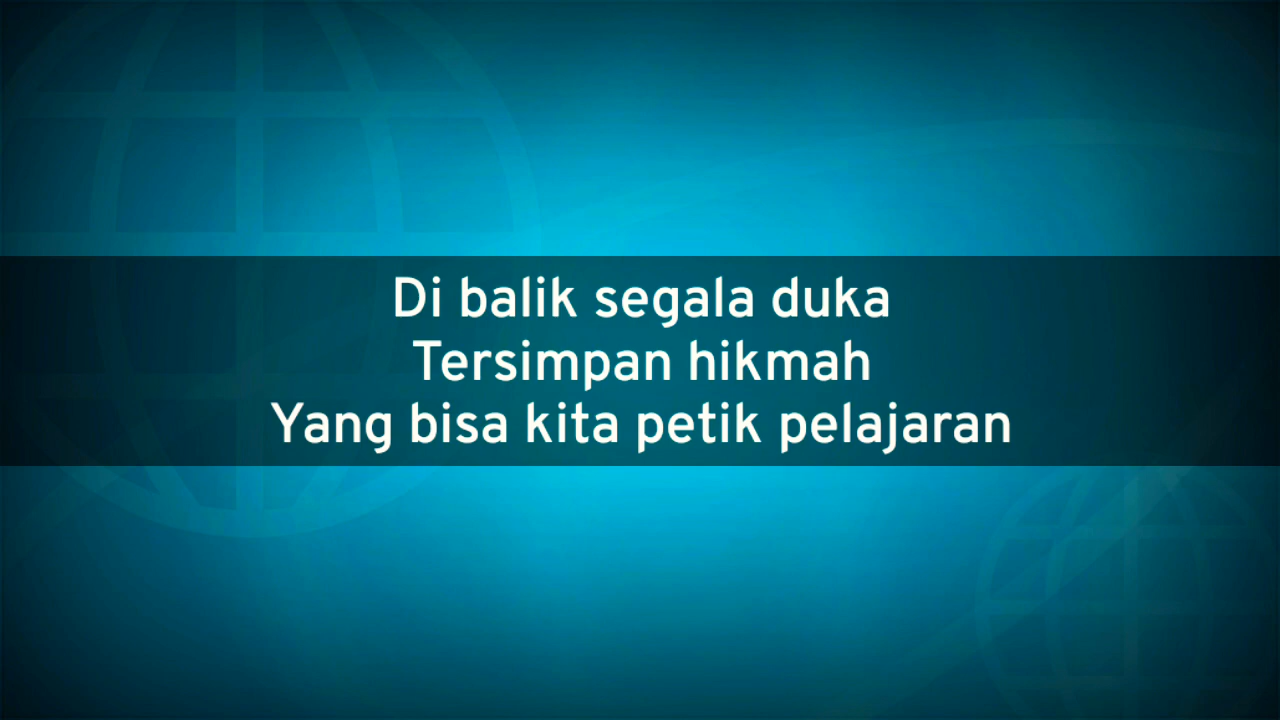 Di balik segala duka
Tersimpan hikmah
Yang bisa kita petik pelajaran